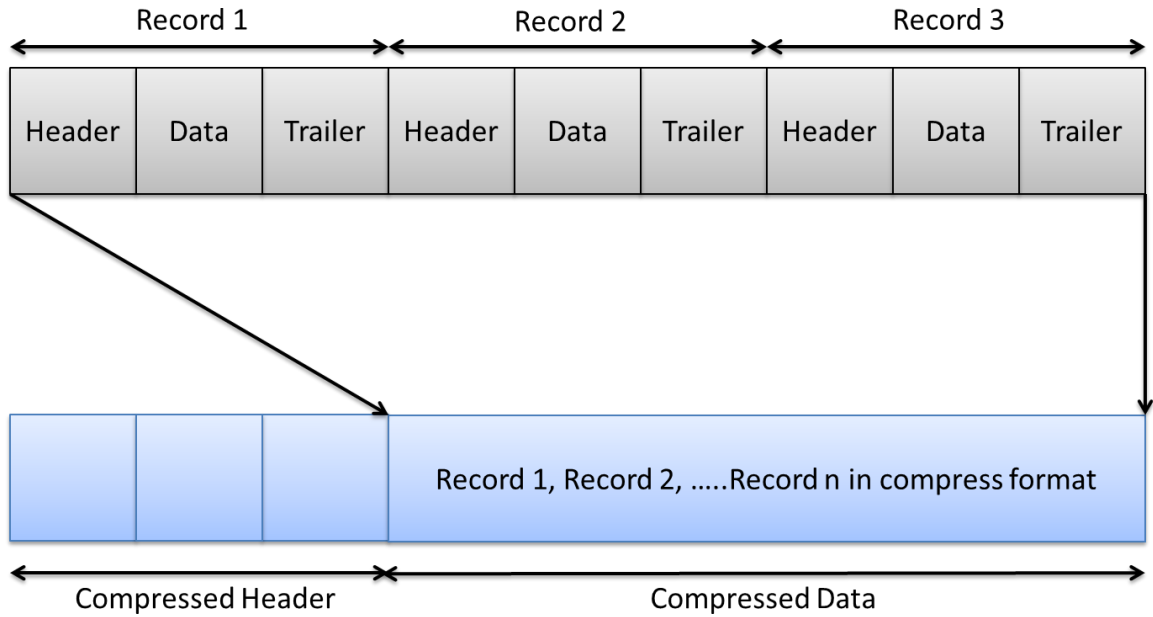 Record 1 Record 2 Record 3
Header Data Trailer Header Data Trailer Header Data Trailer
Record 1, Record 2, .....Record n in compress format
Compressed Header Compressed Data